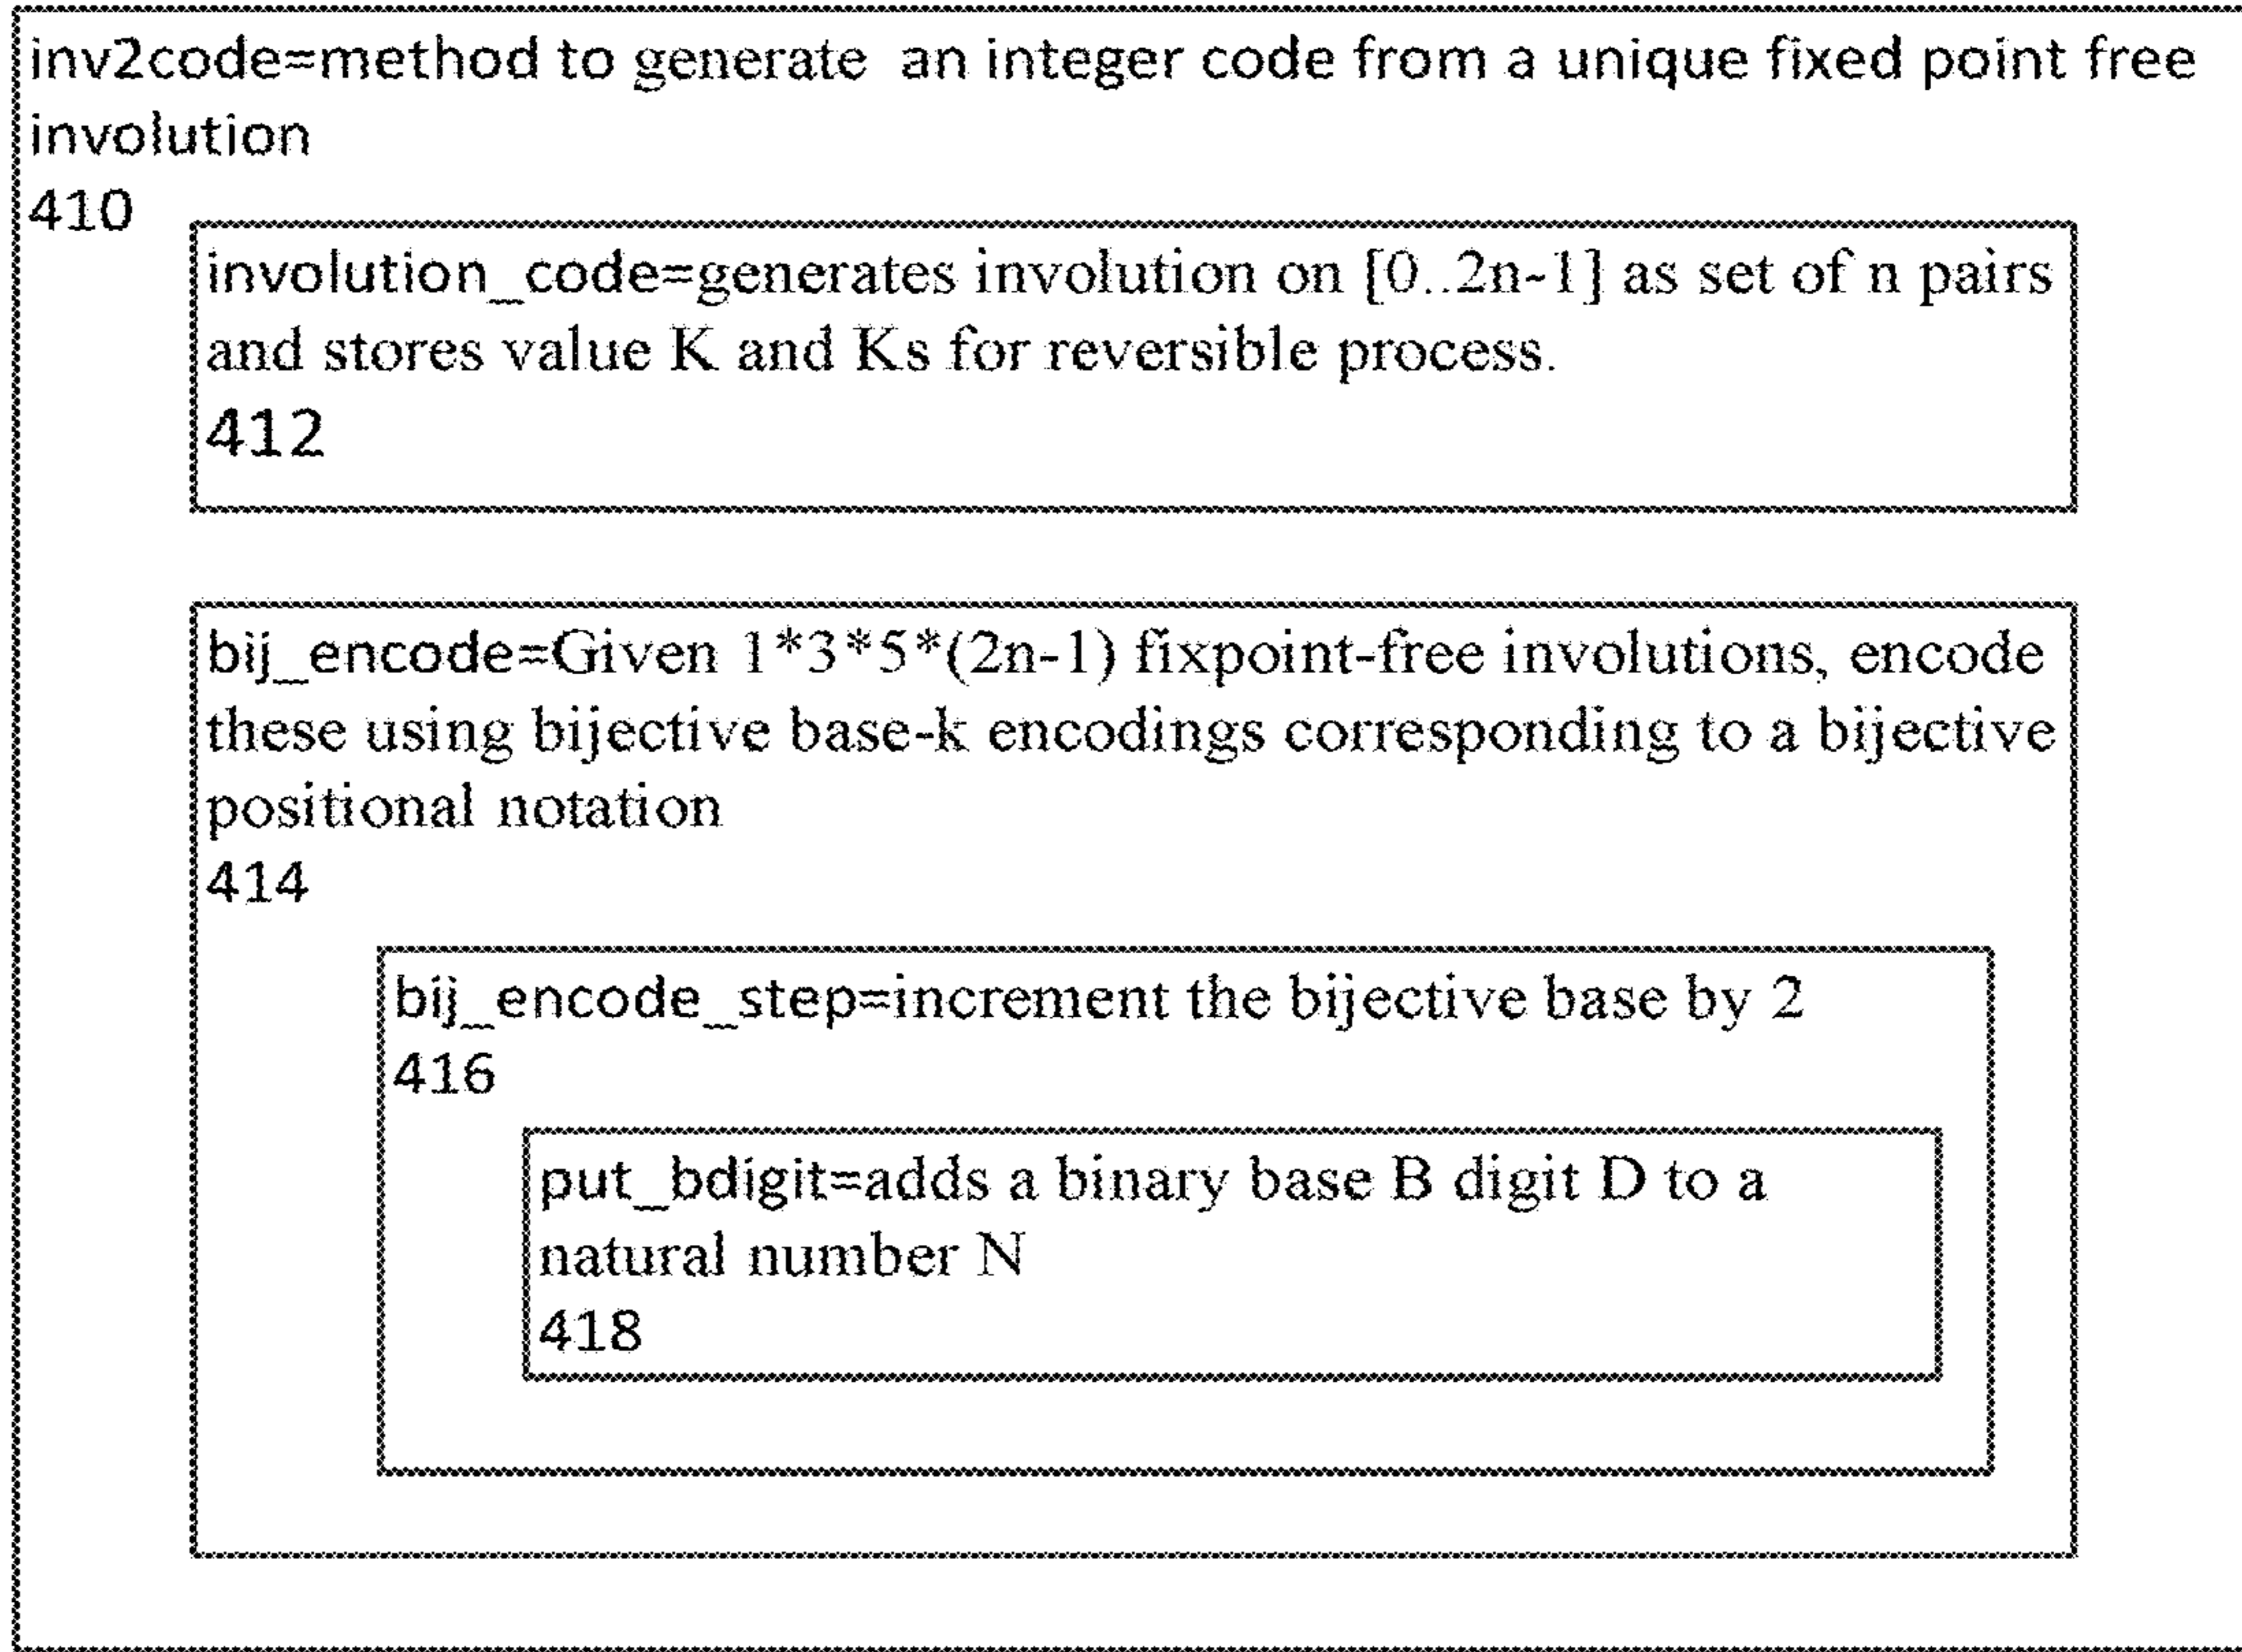 inv2code=method to generate an integer code from a unique fixed point free
involution
410
involution_code=generates involution on [0..2n-1] as set of n pairs
and stores value K and Ks for reversible process.
412
bij_encode=Given 1*3*5*(2n-1) fixpoint-free involutions, encode
these using bijective base-k encodings corresponding to a bijective
positional notation
414
bij_encode_step=increment the bijective base by 2
416
put_bdigit=adds a binary base B digit D to a
natural number N
418